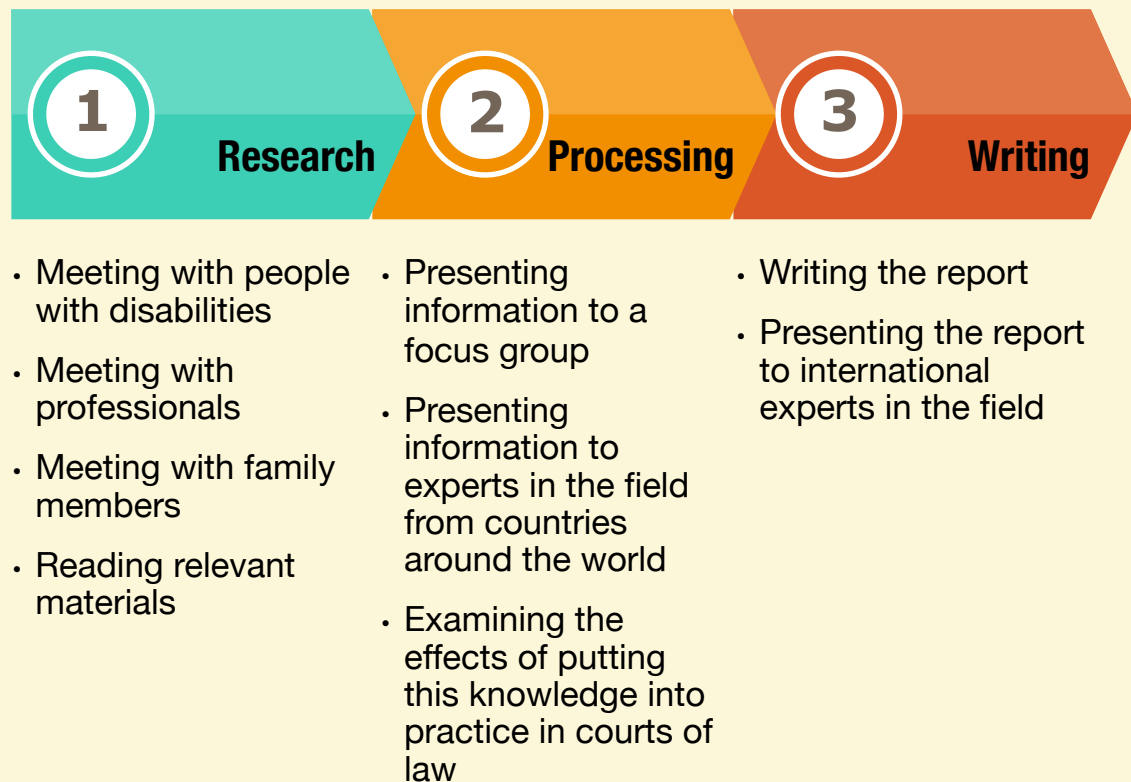 1
Research
2
Processing
3
Writing
• Meeting with people
with disabilities
• Meeting with
professionals
• Meeting with family
members
• Reading relevant
materials
• Presenting
information to a
focus group
• Presenting
information to
experts in the field
from countries
around the world
• Examining the
effects of putting
this knowledge into
practice in courts of
law
• Writing the report
• Presenting the report
to international
experts in the field